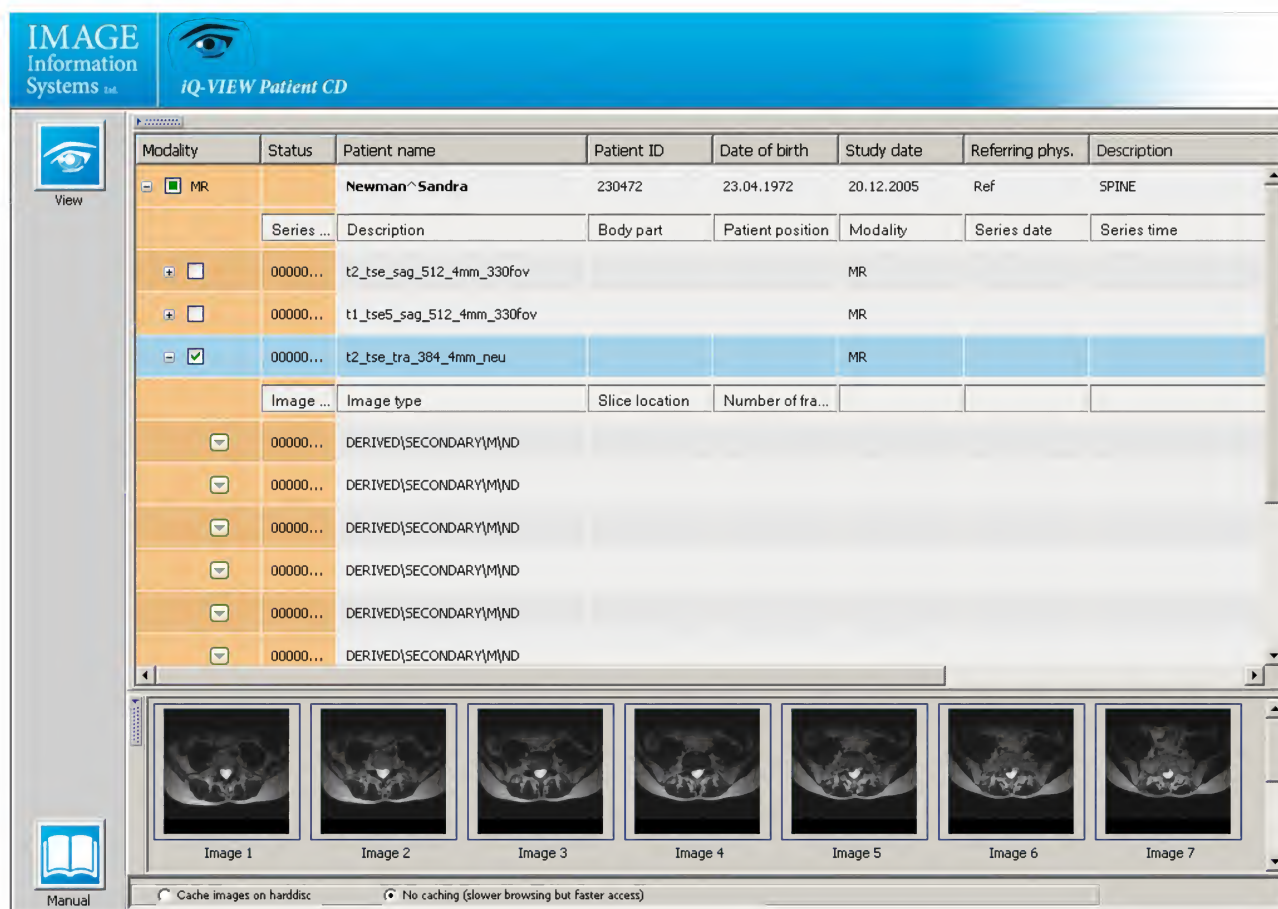 IMAGE
Information
Systems Ltd.
iQ-VIEW Patient CD
View
Modality Status Patient name Patient ID Date of birth Study date Referring phys. Description
MR Newman^Sandra 230472 23.04.1972 20.12.2005 Ref SPINE
Series ... Description Body part Patient position Modality Series date Series time
00000... t2_tse_sag_512_4mm_330fov MR
00000... t1_tse5_sag_512_4mm_330fov MR
00000... t2_tse_tra_384_4mm_neu MR
Image ... Image type Slice location Number of fra...
00000... DERIVED\SECONDARY\M\ND
00000... DERIVED\SECONDARY\M\ND
00000... DERIVED\SECONDARY\M\ND
00000... DERIVED\SECONDARY\M\ND
00000... DERIVED\SECONDARY\M\ND
00000... DERIVED\SECONDARY\M\ND
Image 1 Image 2 Image 3 Image 4 Image 5 Image 6 Image 7
Manual
Cache images on harddisc No caching (slower browsing but faster access)